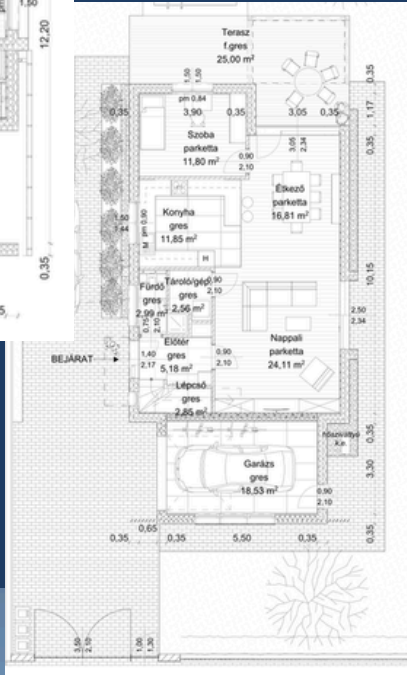 1,50
12,20
0,35
Terasz
f.gres
25,00 m²
1,50
1,50
pm 0,84
0,35
3,90
0,35
3,05
0,35
0,35
1,17
0,35
Szoba
parketta
11,80 m²
0,90
2,10
3,05
2,34
Étkező
parketta
16,81 m²
Konyha
gres
11,85 m²
pm 0,90
1,50
1,44
M
H
10,15
Fürdő
gres
2,99 m²
Tároló/gép
gres
2,56 m²
0,90
2,10
0,75
2,10
2,50
2,34
BEJÁRAT
1,40
2,17
Előtér
gres
5,18 m²
0,90
2,10
Nappali
parketta
24,11 m²
Lépcső
gres
2,85 m²
hőszivattyú
k.e.
0,35
3,30
Garázs
gres
18,53 m²
0,90
2,10
0,65
0,35
0,35
5,50
0,35
0,35
3,50
2,10
1,00
1,30